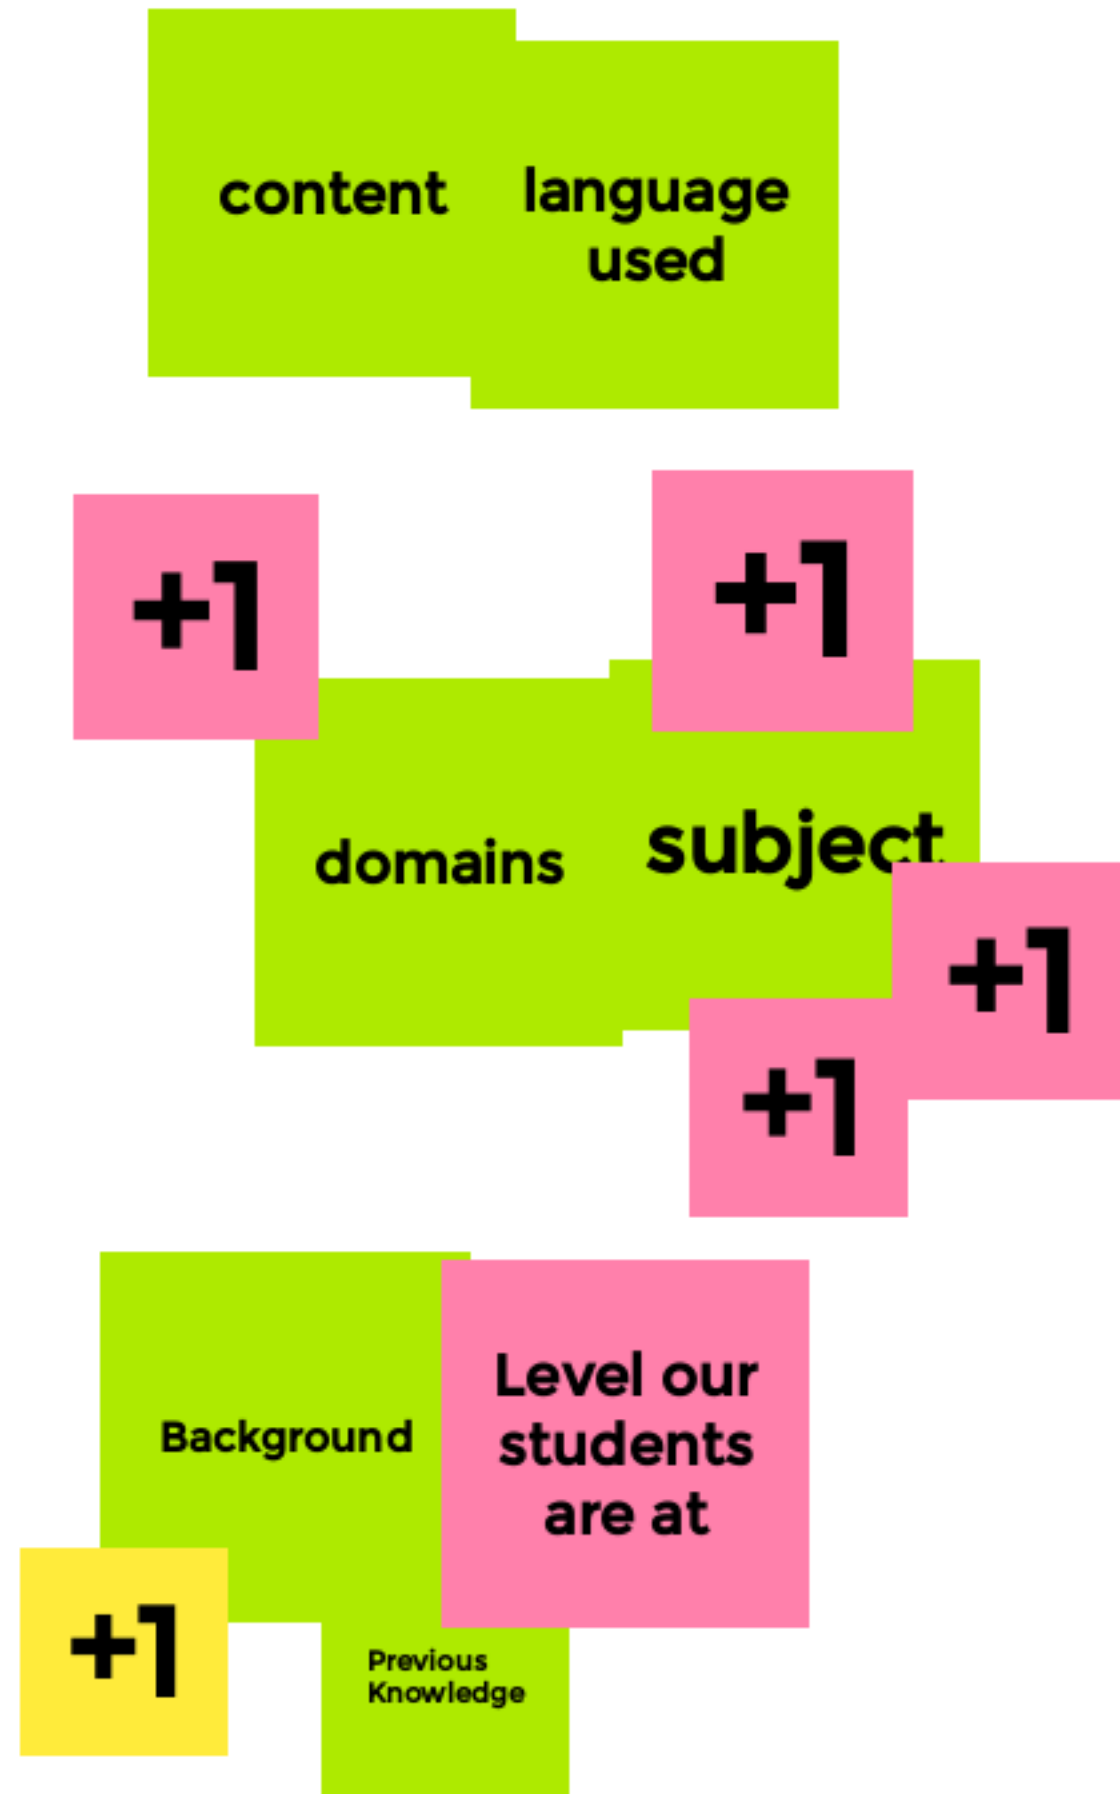 content
language
used
+1
+1
domains
subject
+1
+1
Background
Level our
students
are at
+1
Previous
Knowledge